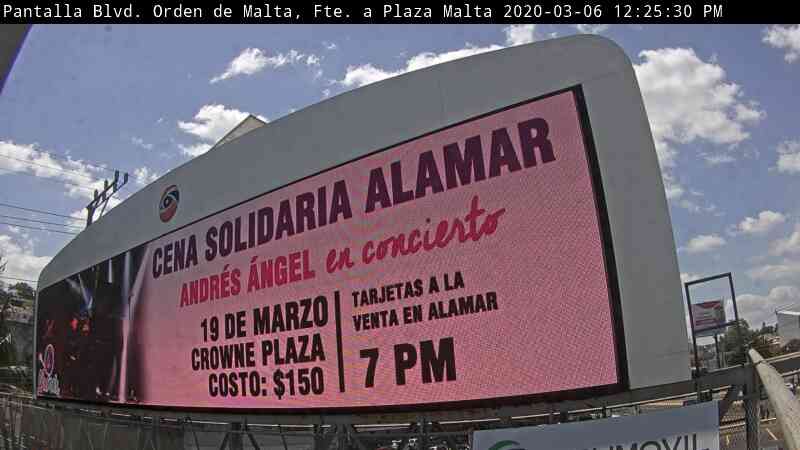 Pantalla Blvd. Orden de Malta, Fte. a Plaza Malta 2020-03-06 12:25:30 PM
CENA SOLIDARIA ALAMAR
ANDRÉS ÁNGEL en concierto
19 DE MARZO
CROWNE PLAZA
COSTO: $150
TARJETAS A LA
VENTA EN ALAMAR
7 PM